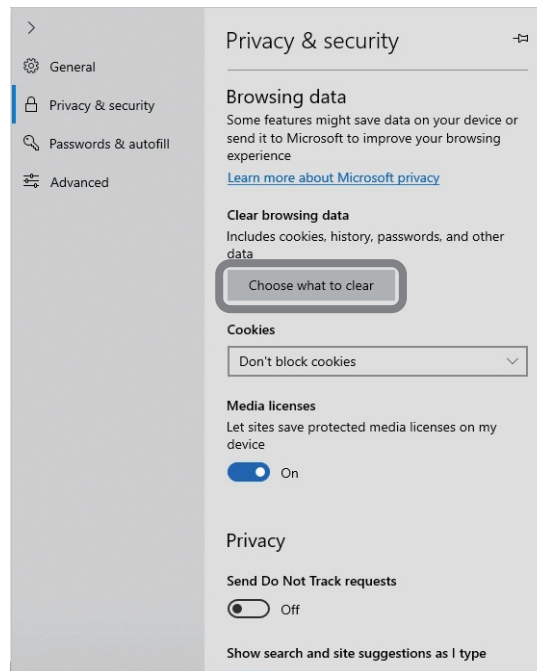 General
Privacy & security
Passwords & autofill
Advanced
Privacy & security
Browsing data
Some features might save data on your device or
send it to Microsoft to improve your browsing
experience
Learn more about Microsoft privacy
Clear browsing data
Includes cookies, history, passwords, and other
data
Choose what to clear
Cookies
Don't block cookies
Media licenses
Let sites save protected media licenses on my
device
On
Privacy
Send Do Not Track requests
Off
Show search and site suggestions as I type